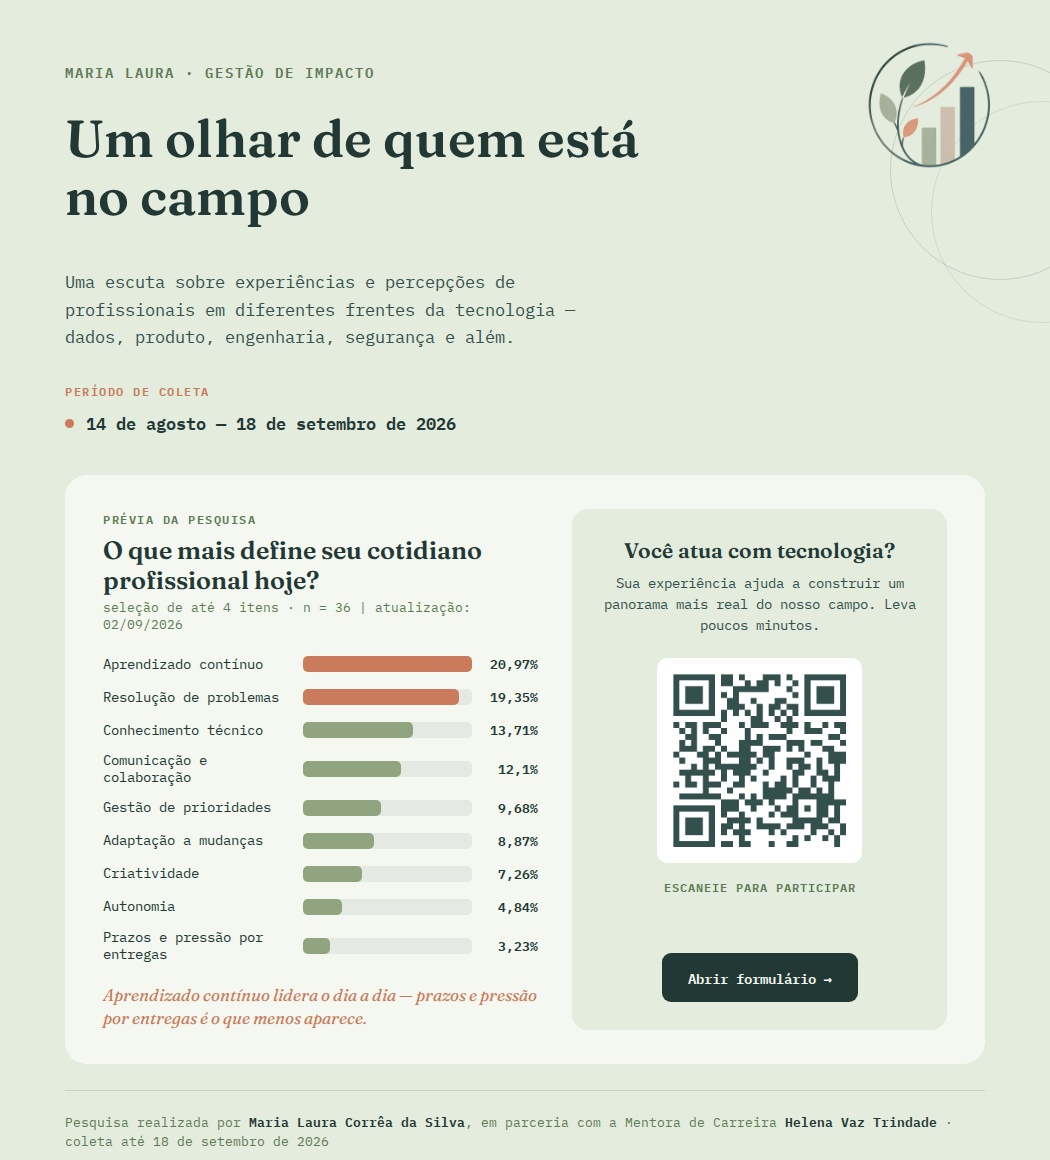 MARIA LAURA · GESTÃO DE IMPACTO
Um olhar de quem está
no campo
Uma escuta sobre experiências e percepções de
profissionais em diferentes frentes da tecnologia —
dados, produto, engenharia, segurança e além.
PERÍODO DE COLETA
14 de agosto — 18 de setembro de 2026
PRÉVIA DA PESQUISA
O que mais define seu cotidiano
profissional hoje?
seleção de até 4 itens · n = 36 | atualização:
02/09/2026
Aprendizado contínuo 20,97%
Resolução de problemas 19,35%
Conhecimento técnico 13,71%
Comunicação e
colaboração 12,1%
Gestão de prioridades 9,68%
Adaptação a mudanças 8,87%
Criatividade 7,26%
Autonomia 4,84%
Prazos e pressão por
entregas 3,23%
Aprendizado contínuo lidera o dia a dia — prazos e pressão
por entregas é o que menos aparece.
Você atua com tecnologia?
Sua experiência ajuda a construir um
panorama mais real do nosso campo. Leva
poucos minutos.
ESCANEIE PARA PARTICIPAR
Abrir formulário →
Pesquisa realizada por Maria Laura Corrêa da Silva, em parceria com a Mentora de Carreira Helena Vaz Trindade ·
coleta até 18 de setembro de 2026